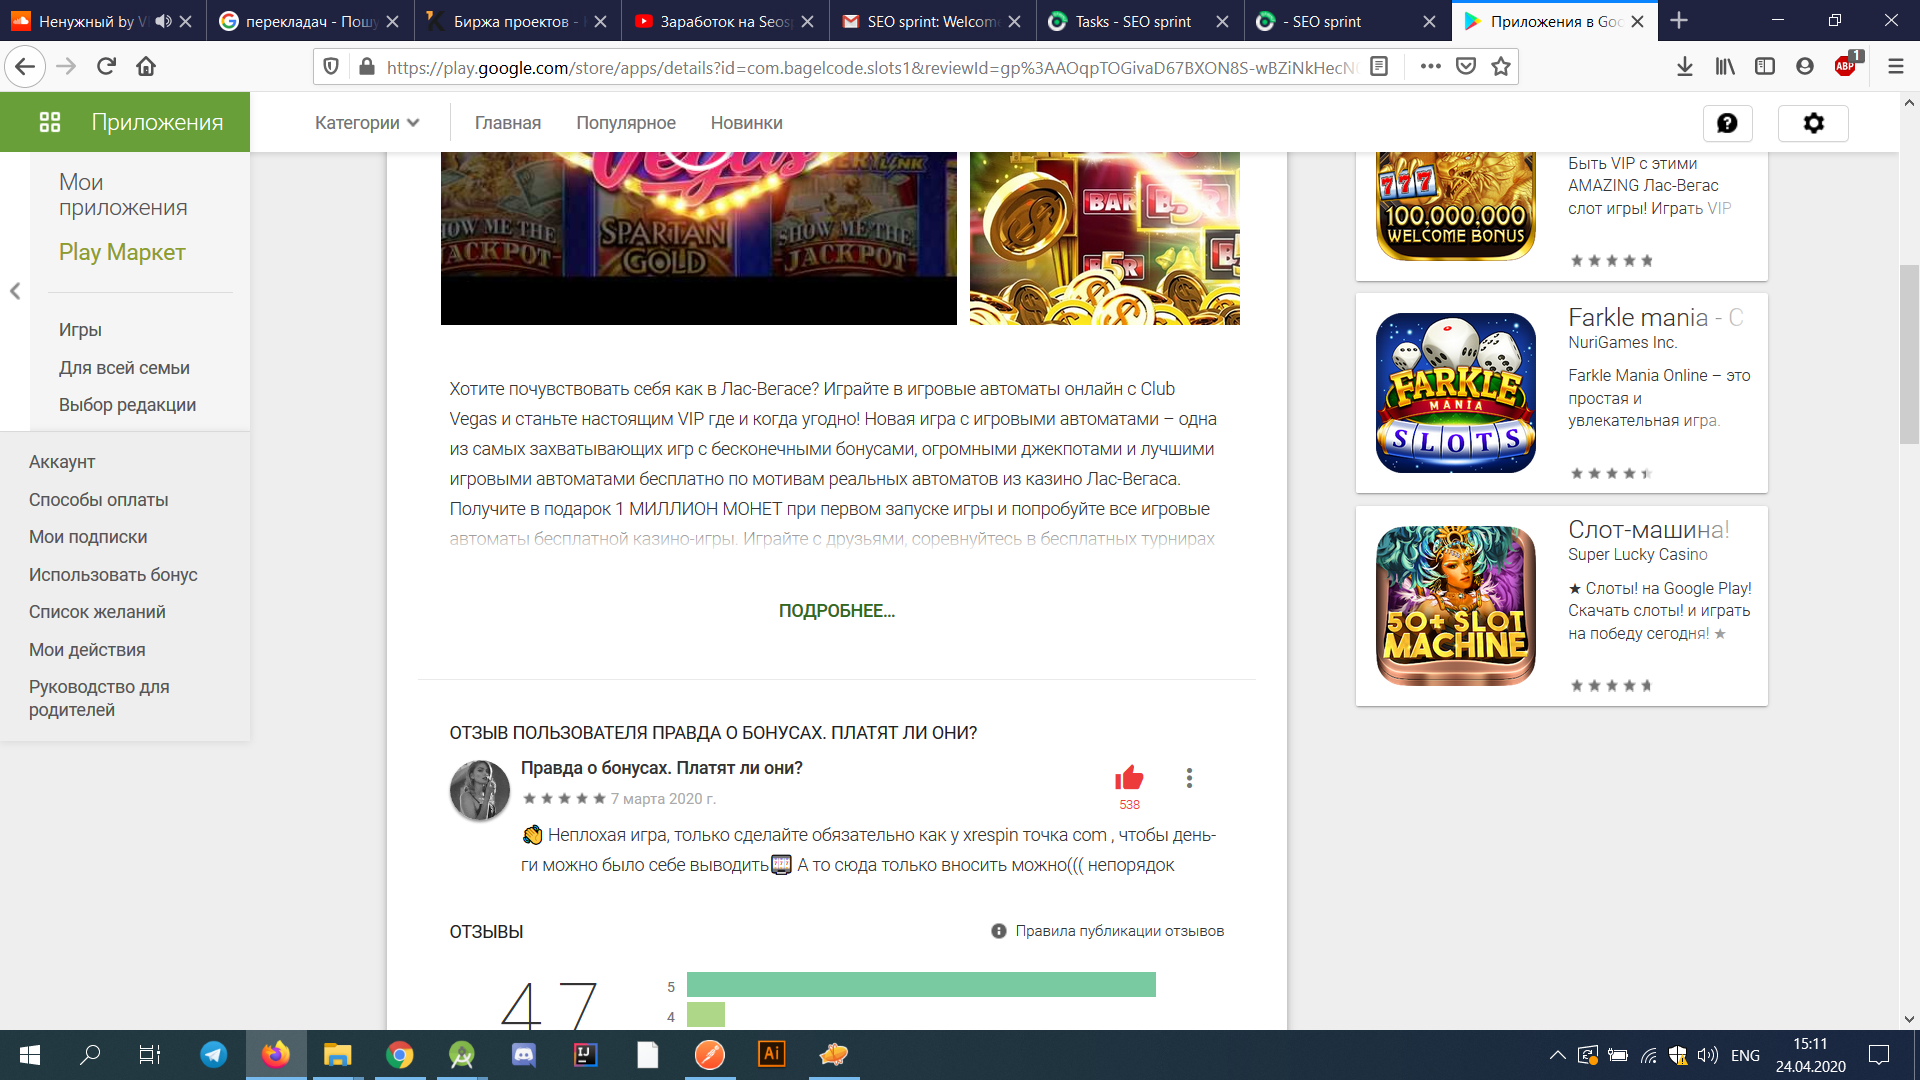 Ненужный by V
перекладач - Пошу
Биржа проектов -
Заработок на Seos
SEO sprint: Welcom
Tasks - SEO sprint
- SEO sprint
Приложения в Goo
https://play.google.com/store/apps/details?id=com.bagelcode.slots1&reviewId=gp%3AAOqpTOGivaD67BXON8S-wBZiNkHecN
ABP
1
Приложения
Категории
Главная
Популярное
Новинки
Мои
приложения
Play Маркет
Игры
Для всей семьи
Выбор редакции
Аккаунт
Способы оплаты
Мои подписки
Использовать бонус
Список желаний
Мои действия
Руководство для
родителей
Vegas
SHOW ME THE
JACKPOT
SPARTAN
GOLD
SHOW ME THE
JACKPOT
BAR
Хотите почувствовать себя как в Лас-Вегасе? Играйте в игровые автоматы онлайн с Club
Vegas и станьте настоящим VIP где и когда угодно! Новая игра с игровыми автоматами – одна
из самых захватывающих игр с бесконечными бонусами, огромными джекпотами и лучшими
игровыми автоматами бесплатно по мотивам реальных автоматов из казино Лас-Вегаса.
Получите в подарок 1 МИЛЛИОН МОНЕТ при первом запуске игры и попробуйте все игровые
автоматы бесплатной казино-игры. Играйте с друзьями, соревнуйтесь в бесплатных турнирах
ПОДРОБНЕЕ...
ОТЗЫВ ПОЛЬЗОВАТЕЛЯ ПРАВДА О БОНУСАХ. ПЛАТЯТ ЛИ ОНИ?
Правда о бонусах. Платят ли они?
★★★★★ 7 марта 2020 г.
538
👏 Неплохая игра, только сделайте обязательно как у xrespin точка com , чтобы день-
ги можно было себе выводить🎰 А то сюда только вносить можно((( непорядок
ОТЗЫВЫ
Правила публикации отзывов
4,7
5
4
777
100,000,000
WELCOME BONUS
Быть VIP с этими
AMAZING Лас-Вегас
слот игры! Играть VIP
FARKLE
MANIA
SLOTS
Farkle mania - C
NuriGames Inc.
Farkle Mania Online – это
простая и
увлекательная игра.
50+ SLOT
MACHINE
Слот-машина!
Super Lucky Casino
★ Слоты! на Google Play!
Скачать слоты! и играть
на победу сегодня! ★
Ai
ENG
15:11
24.04.2020